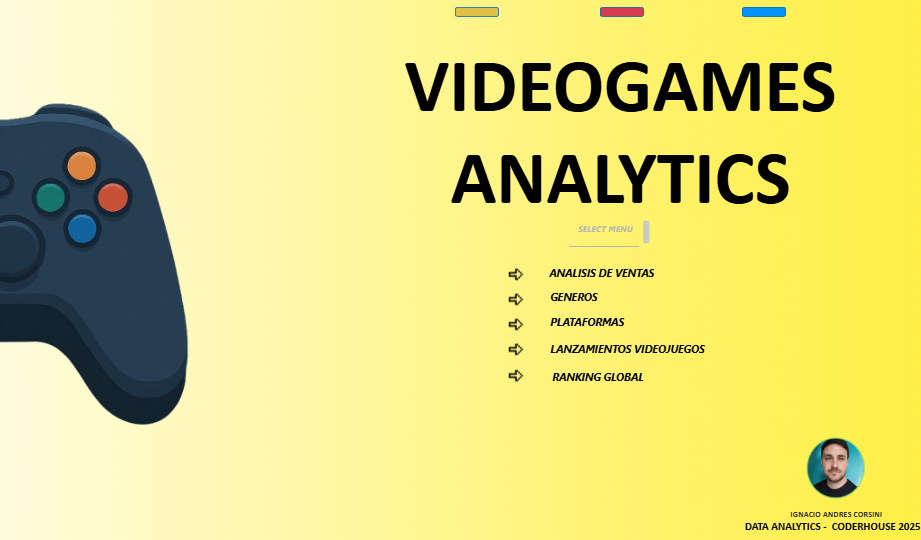 VIDEOGAMES
ANALYTICS
SELECT MENU
ANALISIS DE VENTAS
GENEROS
PLATAFORMAS
LANZAMIENTOS VIDEOJUEGOS
RANKING GLOBAL
IGNACIO ANDRES CORSINI
DATA ANALYTICS - CODERHOUSE 2025